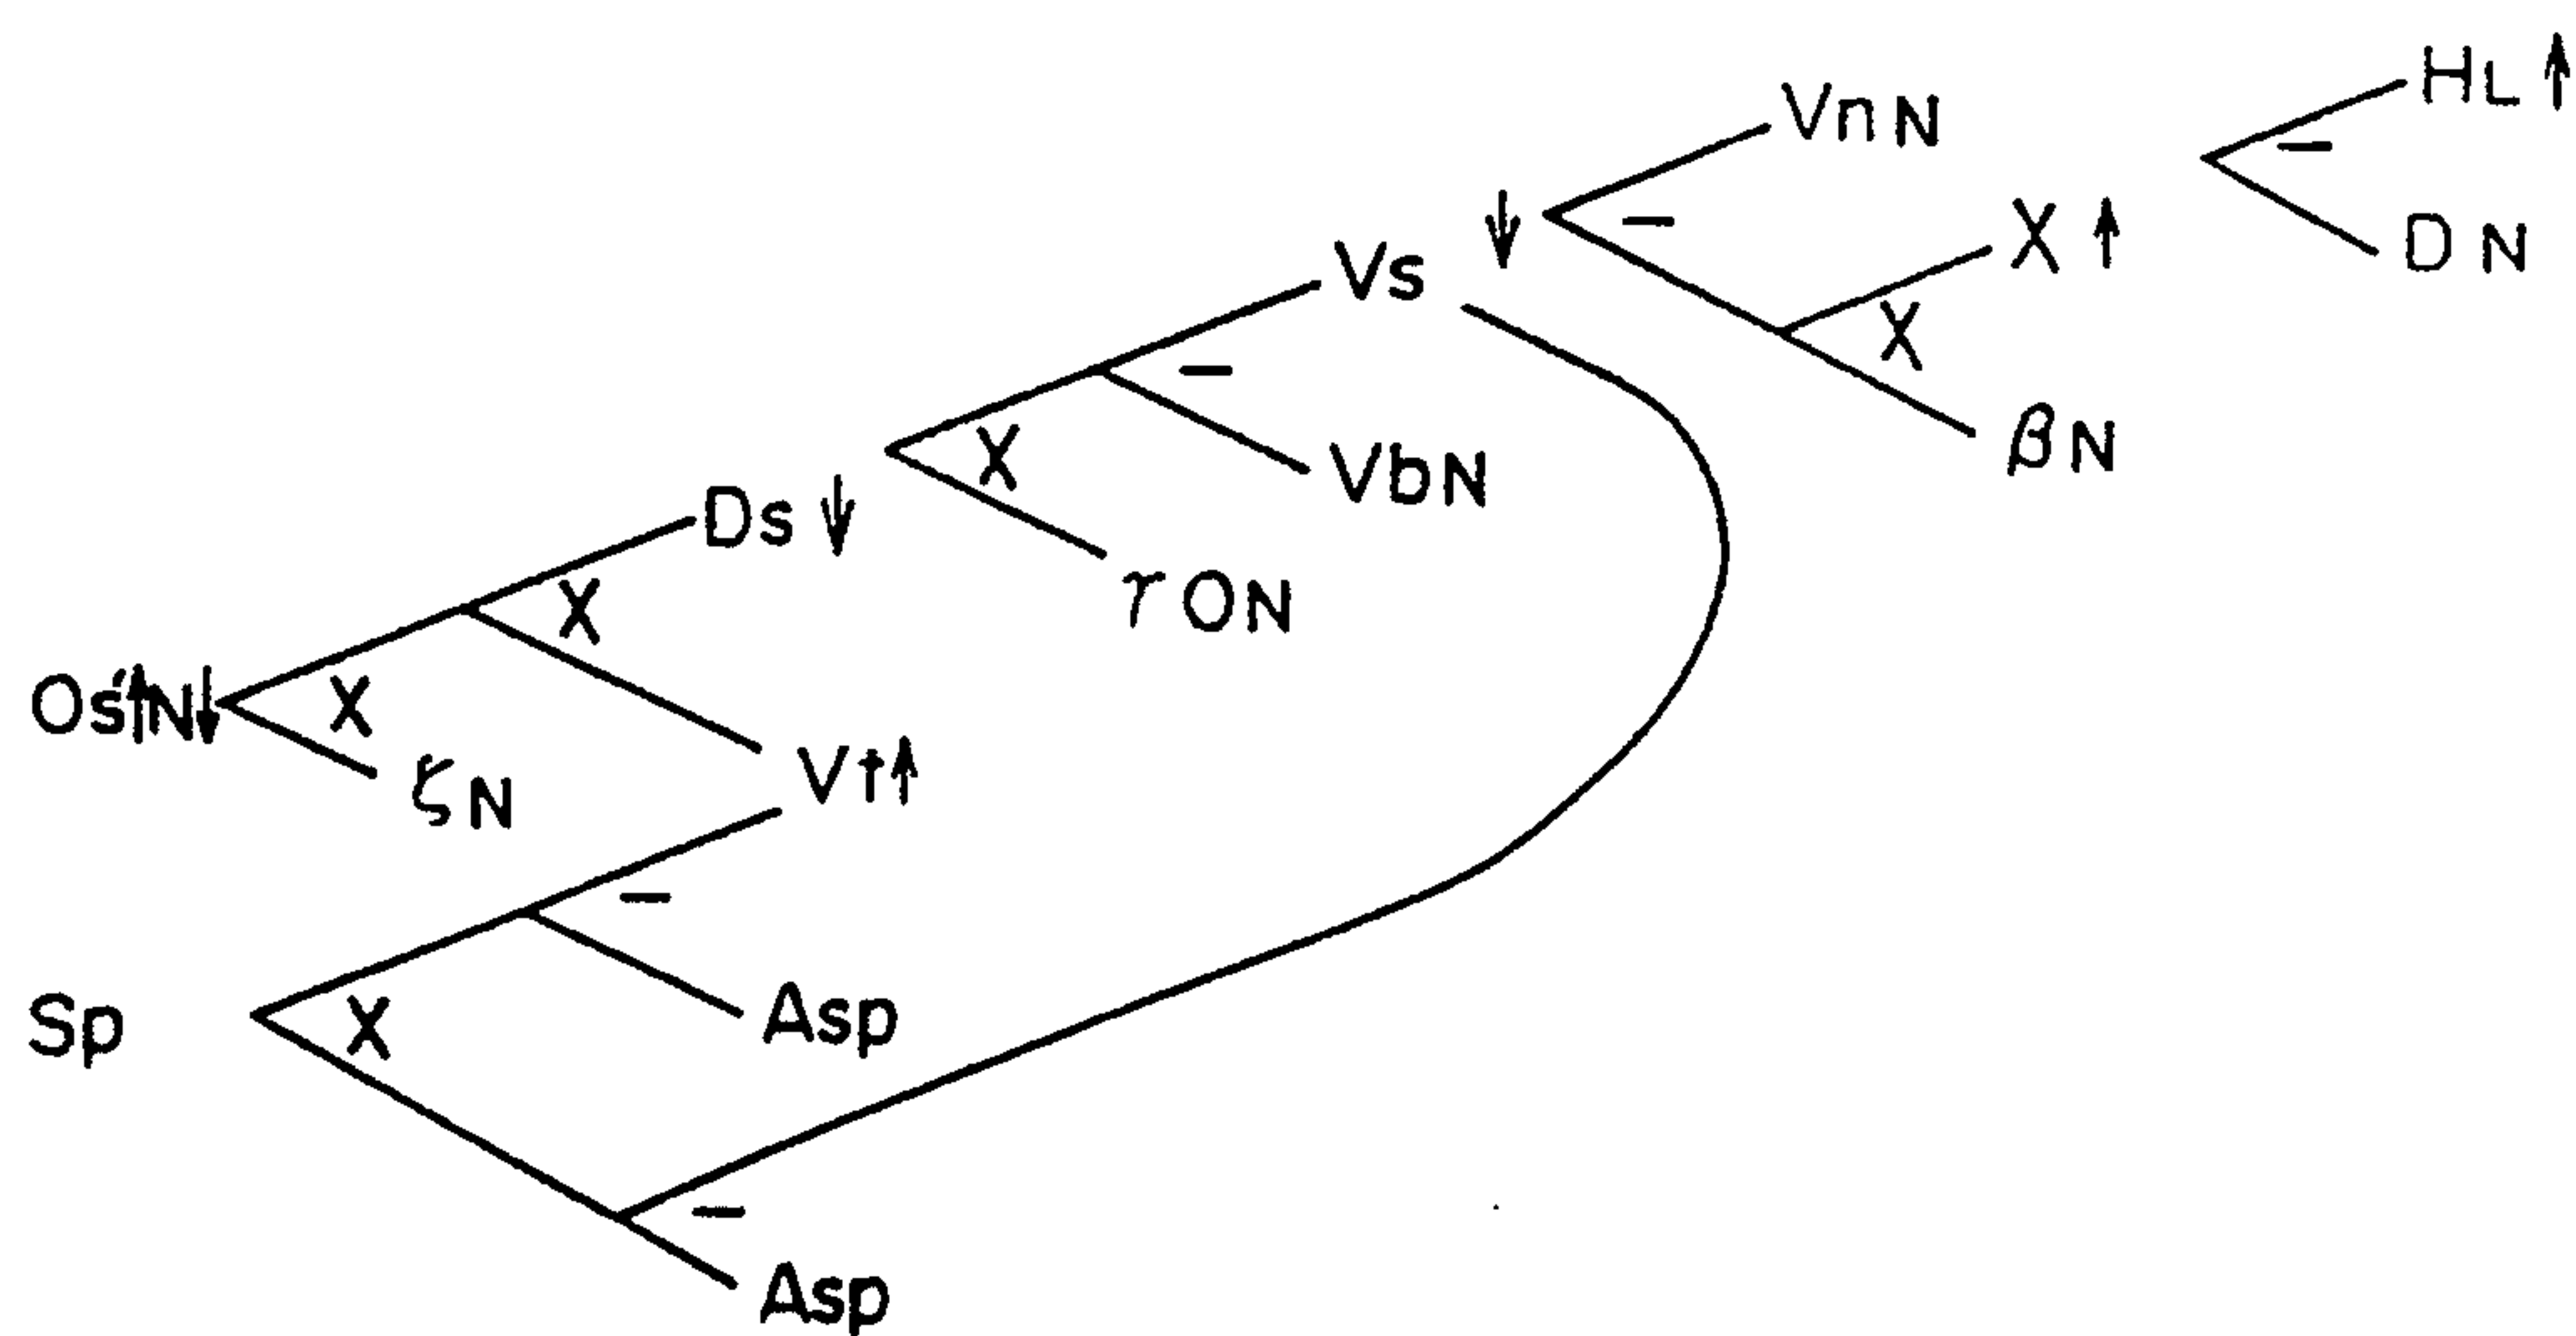 HL ↑
VnN
−
X ↑
−
DN
Vs ↓
X
−
βN
X
VbN
Ds ↓
γON
X
Os'↑N↓
X
ζN
Vt↑
−
Sp
X
Asp
−
Asp